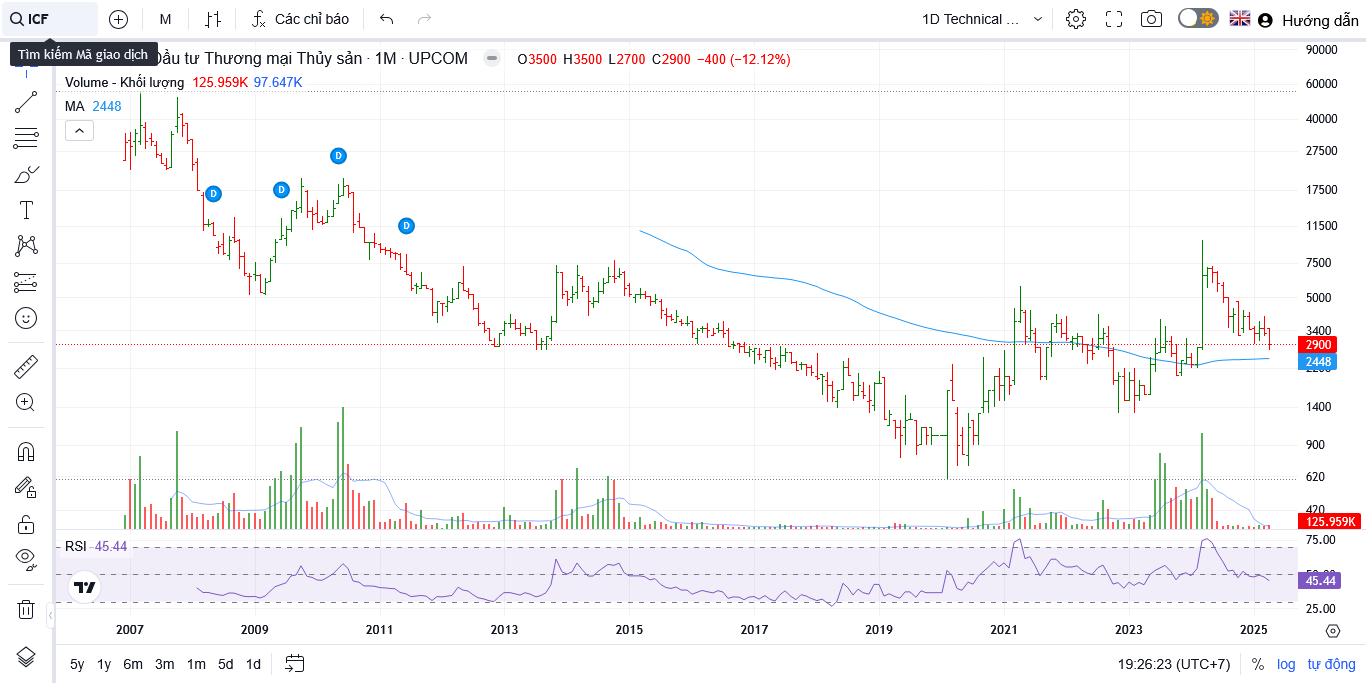 ICF
M
Các chỉ báo
1D Technical ...
Hướng dẫn
Tìm kiếm Mã giao dịch
Đầu tư Thương mại Thủy sản · 1M · UPCOM
O3500 H3500 L2700 C2900 −400 (−12.12%)
Volume - Khối lượng 125.959K 97.647K
MA 2448
D
D
D
D
90000
60000
40000
27500
17500
11500
7500
5000
3400
2900
2448
1400
900
620
420
125.959K
RSI 45.44
75.00
45.44
25.00
2007 2009 2011 2013 2015 2017 2019 2021 2023 2025
5y 1y 6m 3m 1m 5d 1d
19:26:23 (UTC+7)
% log tự động